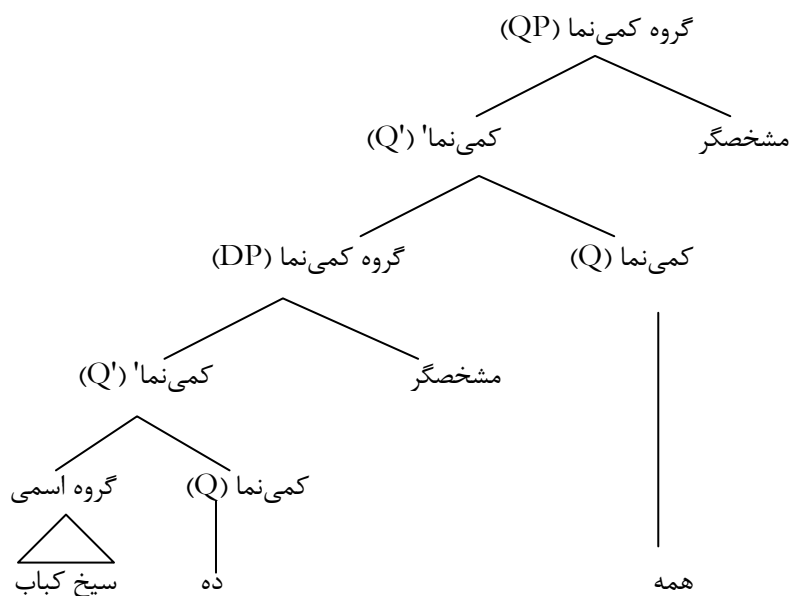 گروه کمی‌نما (QP)
مشخصگر کمی‌نما' (Q')
کمی‌نما (Q) گروه کمی‌نما (DP)
مشخصگر کمی‌نما' (Q')
کمی‌نما (Q) گروه اسمی
همه ده سیخ کباب